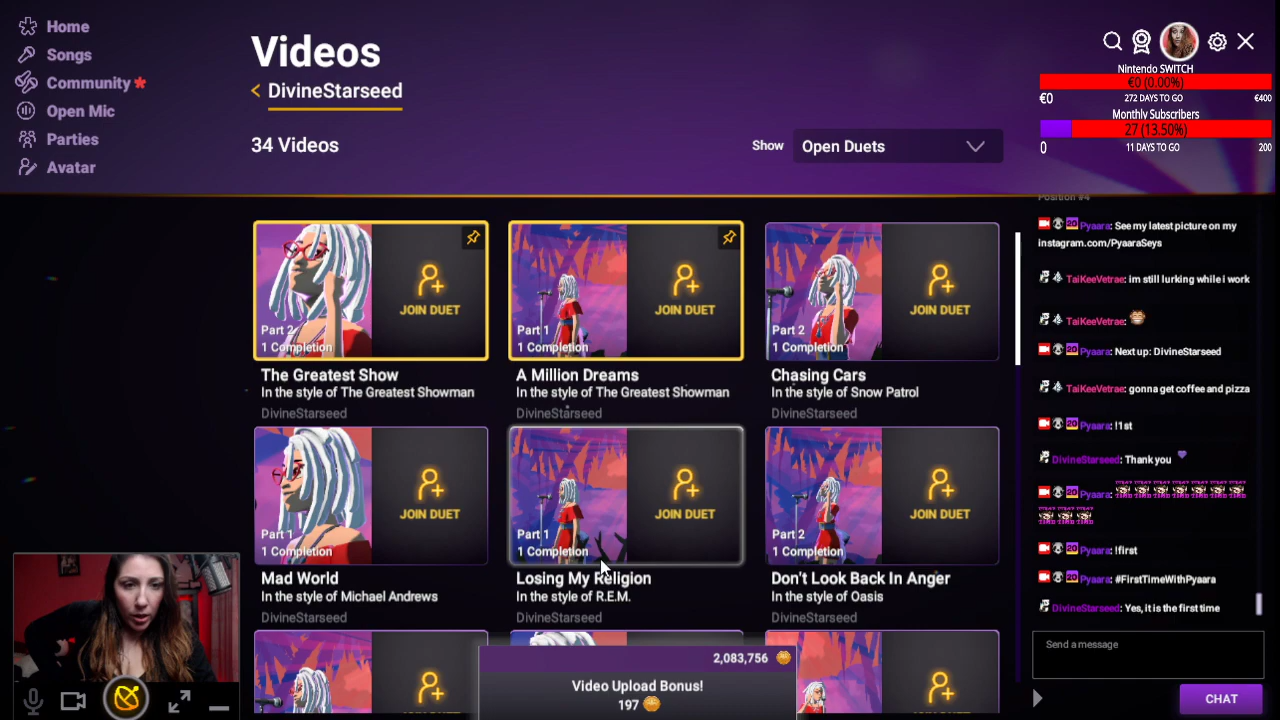 Home
Songs
Community *
Open Mic
Parties
Avatar
Videos
< DivineStarseed
34 Videos
Show
Open Duets
Nintendo SWITCH
€0 (0.00%)
€0 272 DAYS TO GO €400
Monthly Subscribers
27 (13.50%)
0 11 DAYS TO GO 200
JOIN DUET
Part 2
1 Completion
The Greatest Show
In the style of The Greatest Showman
DivineStarseed
JOIN DUET
Part 1
1 Completion
A Million Dreams
In the style of The Greatest Showman
DivineStarseed
JOIN DUET
Part 2
1 Completion
Chasing Cars
In the style of Snow Patrol
DivineStarseed
JOIN DUET
Part 1
1 Completion
Mad World
In the style of Michael Andrews
DivineStarseed
JOIN DUET
Part 1
1 Completion
Losing My Religion
In the style of R.E.M.
DivineStarseed
JOIN DUET
Part 2
1 Completion
Don't Look Back In Anger
In the style of Oasis
DivineStarseed
2,083,756
Video Upload Bonus!
197
Position #4
20 Pyaara: See my latest picture on my
instagram.com/PyaaraSeys
TaiKeeVetrae: im still lurking while i work
TaiKeeVetrae:
20 Pyaara: Next up: DivineStarseed
TaiKeeVetrae: gonna get coffee and pizza
20 Pyaara: !1st
DivineStarseed: Thank you
20 Pyaara:
20 Pyaara: !first
20 Pyaara: #FirstTimeWithPyaara
DivineStarseed: Yes, it is the first time
Send a message
CHAT